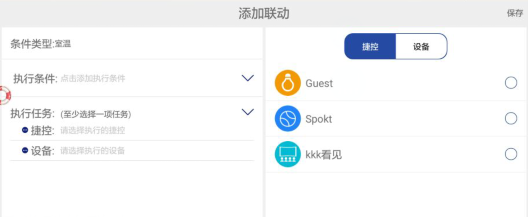 添加联动
保存
条件类型:室温
执行条件: 点击添加执行条件
执行任务: (至少选择一项任务)
捷控: 请选择执行的捷控
设备: 请选择执行的设备
捷控 设备
Guest
Spokt
kkk看见